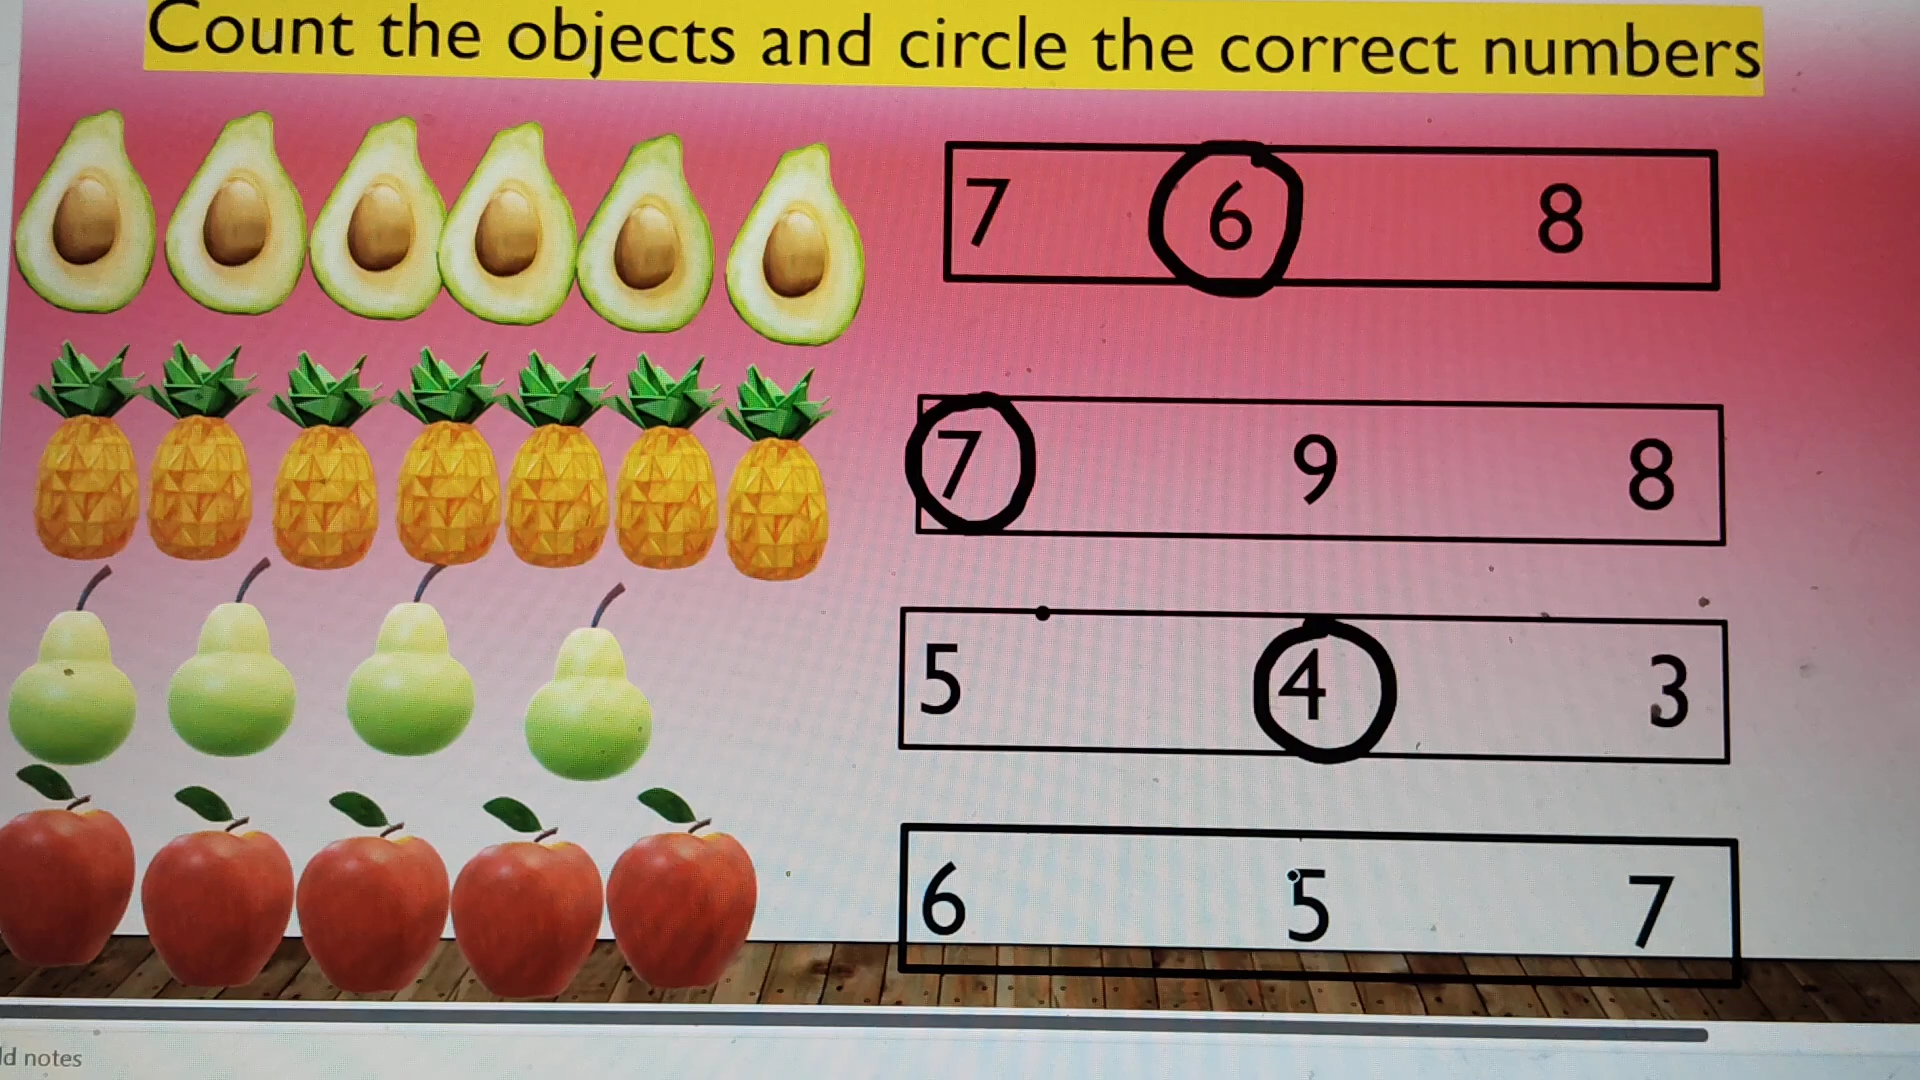 Count the objects and circle the correct numbers
7 6 8
7 9 8
5 4 3
6 5 7
d notes